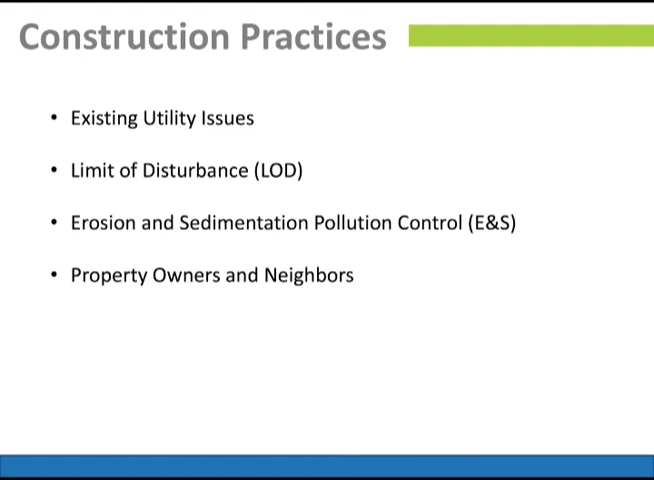 Construction Practices
• Existing Utility Issues
• Limit of Disturbance (LOD)
• Erosion and Sedimentation Pollution Control (E&S)
• Property Owners and Neighbors